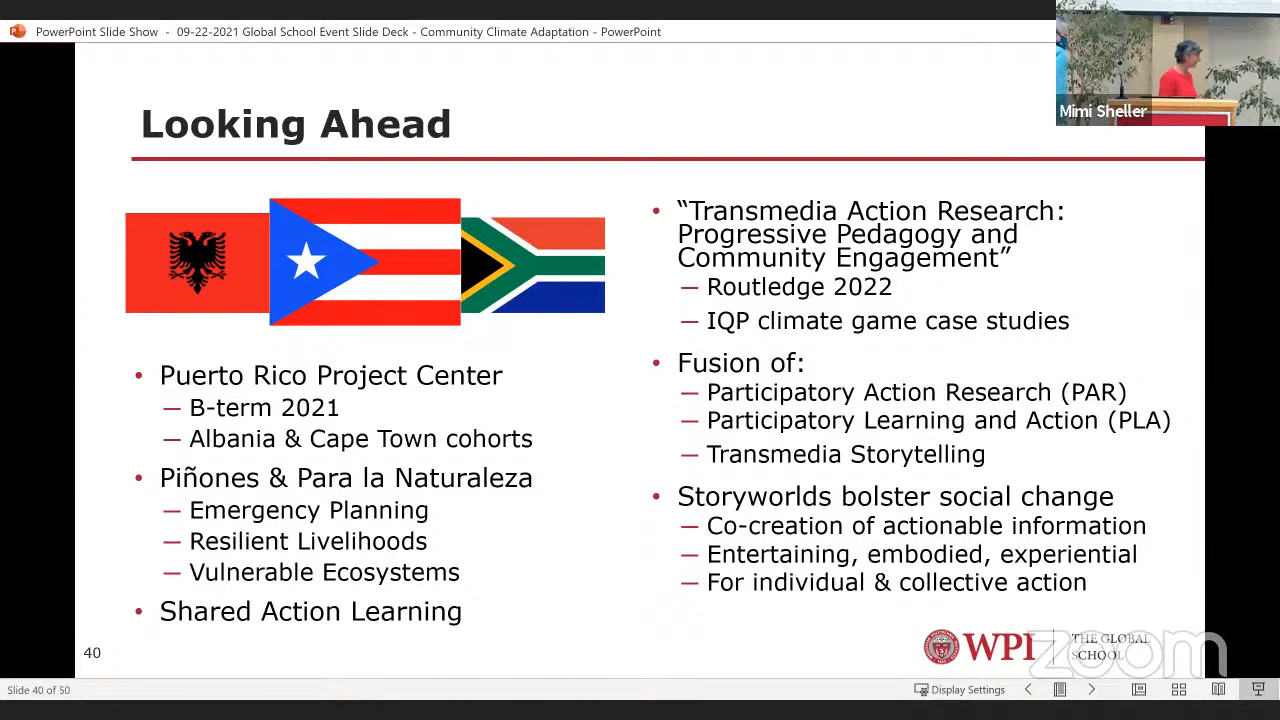 PowerPoint Slide Show - 09-22-2021 Global School Event Slide Deck - Community Climate Adaptation - PowerPoint
Mimi Sheller
Looking Ahead
• Puerto Rico Project Center
— B-term 2021
— Albania & Cape Town cohorts
• Piñones & Para la Naturaleza
— Emergency Planning
— Resilient Livelihoods
— Vulnerable Ecosystems
• Shared Action Learning
• “Transmedia Action Research:
Progressive Pedagogy and
Community Engagement”
— Routledge 2022
— IQP climate game case studies
• Fusion of:
— Participatory Action Research (PAR)
— Participatory Learning and Action (PLA)
— Transmedia Storytelling
• Storyworlds bolster social change
— Co-creation of actionable information
— Entertaining, embodied, experiential
— For individual & collective action
40
WPI
THE GLOBAL
SCHOOL
zoom
Slide 40 of 50
Display Settings